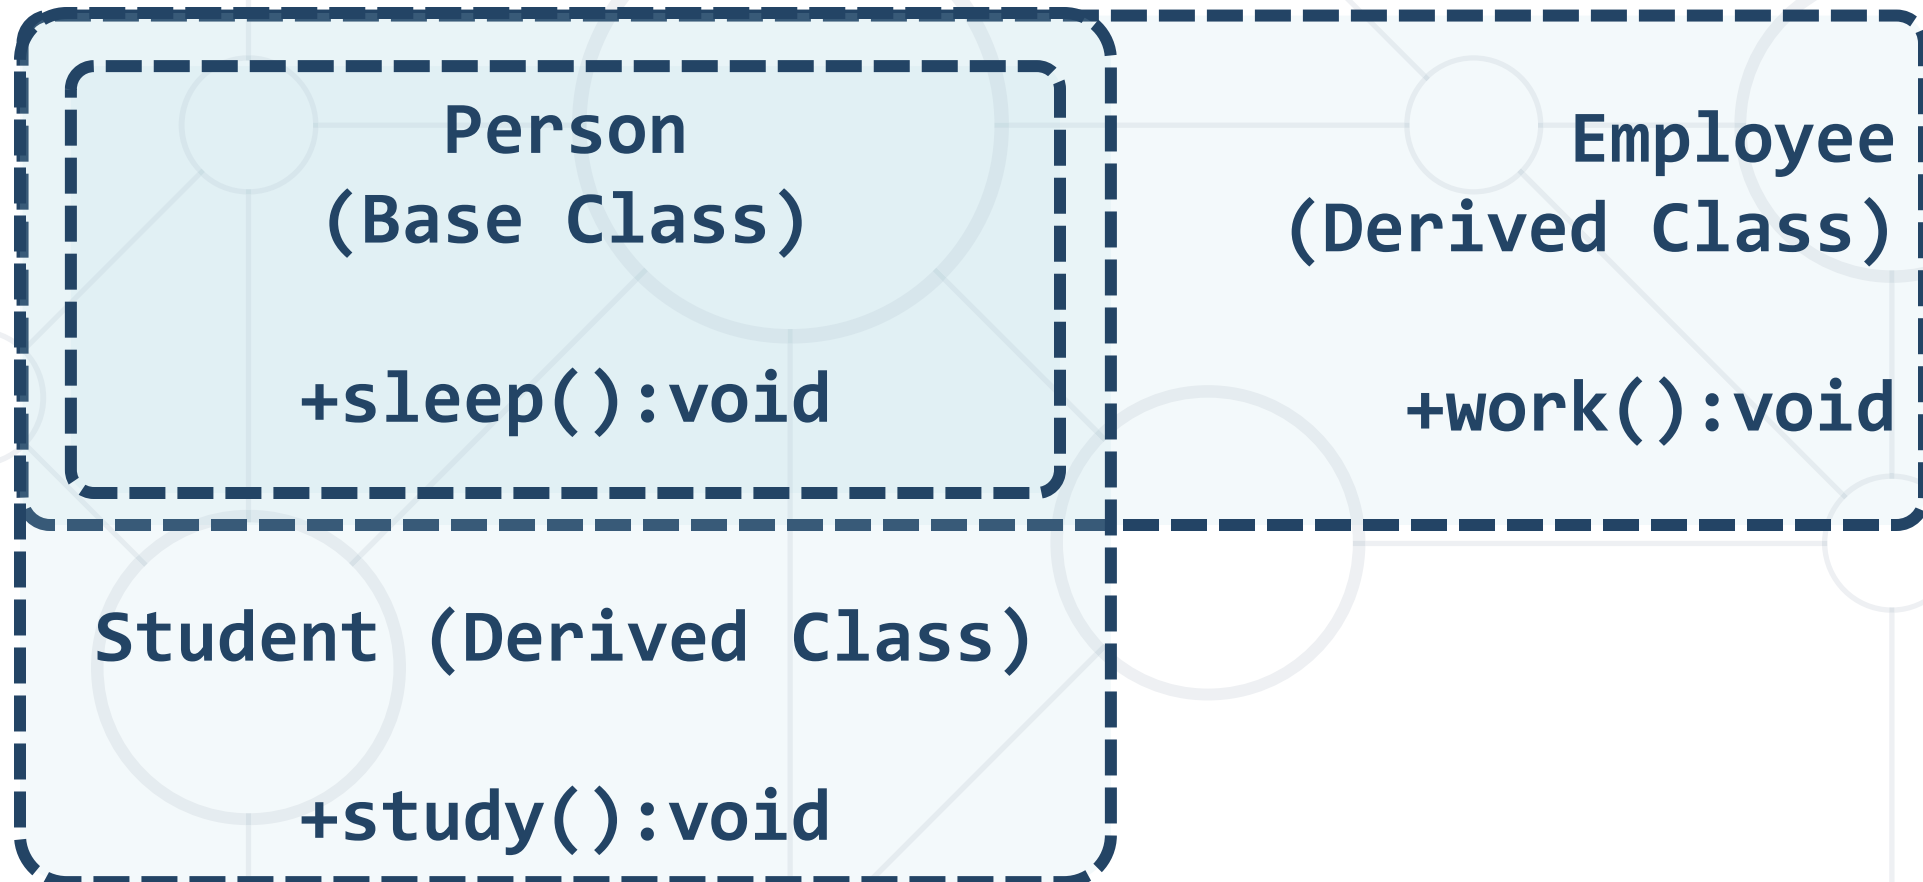 Person
(Base Class)
+sleep():void
Employee
(Derived Class)
+work():void
Student (Derived Class)
+study():void